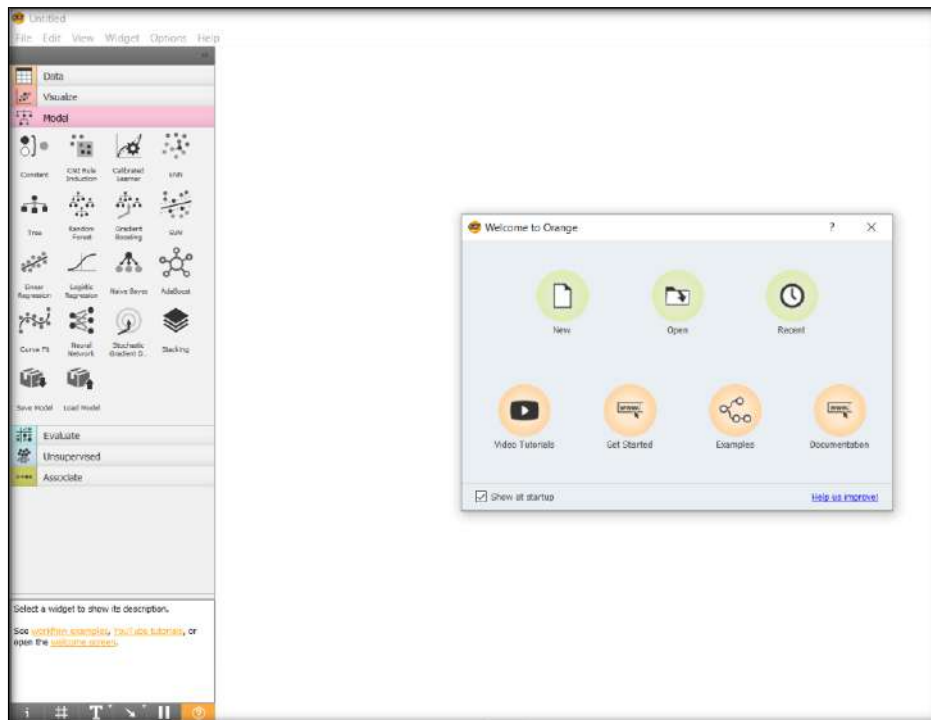 Untitled
File Edit View Widget Options Help
Data
Visualize
Model
Constant
CN2 Rule Induction
Calibrated Learner
kNN
Tree
Random Forest
Gradient Boosting
SVM
Linear Regression
Logistic Regression
Naive Bayes
AdaBoost
Curve Fit
Neural Network
Stochastic Gradient D..
Stacking
Save Model
Load Model
Evaluate
Unsupervised
Associate
Select a widget to show its description.
See workflow examples, YouTube tutorials, or
open the welcome screen.
Welcome to Orange
New
Open
Recent
Video Tutorials
Get Started
Examples
Documentation
Show at startup
Help us improve!